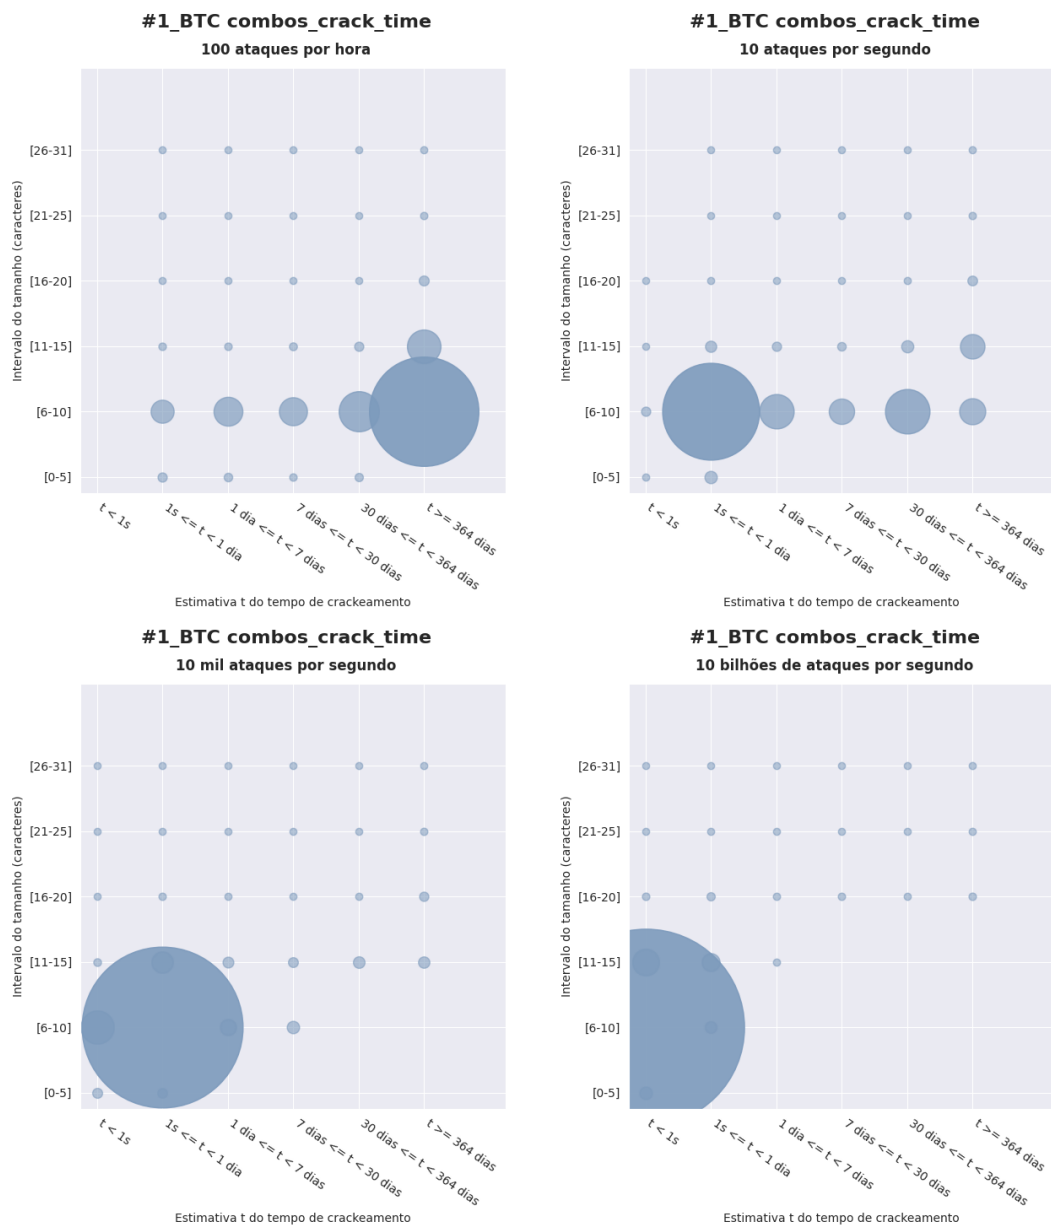 #1_BTC combos_crack_time
100 ataques por hora
Intervalo do tamanho (caracteres)
[26-31]
[21-25]
[16-20]
[11-15]
[6-10]
[0-5]
t < 1s
1s <= t < 1 dia
1 dia <= t < 7 dias
7 dias <= t < 30 dias
30 dias <= t < 364 dias
t >= 364 dias
Estimativa t do tempo de crackeamento
#1_BTC combos_crack_time
10 ataques por segundo
Intervalo do tamanho (caracteres)
[26-31]
[21-25]
[16-20]
[11-15]
[6-10]
[0-5]
t < 1s
1s <= t < 1 dia
1 dia <= t < 7 dias
7 dias <= t < 30 dias
30 dias <= t < 364 dias
t >= 364 dias
Estimativa t do tempo de crackeamento
#1_BTC combos_crack_time
10 mil ataques por segundo
Intervalo do tamanho (caracteres)
[26-31]
[21-25]
[16-20]
[11-15]
[6-10]
[0-5]
t < 1s
1s <= t < 1 dia
1 dia <= t < 7 dias
7 dias <= t < 30 dias
30 dias <= t < 364 dias
t >= 364 dias
Estimativa t do tempo de crackeamento
#1_BTC combos_crack_time
10 bilhões de ataques por segundo
Intervalo do tamanho (caracteres)
[26-31]
[21-25]
[16-20]
[11-15]
[6-10]
[0-5]
t < 1s
1s <= t < 1 dia
1 dia <= t < 7 dias
7 dias <= t < 30 dias
30 dias <= t < 364 dias
t >= 364 dias
Estimativa t do tempo de crackeamento